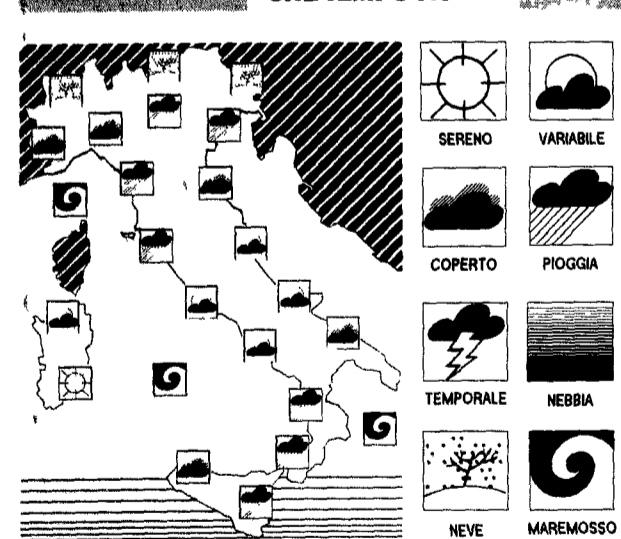 SERENO
VARIABILE
COPERTO
PIOGGIA
TEMPORALE
NEBBIA
NEVE
MAREMOSSO